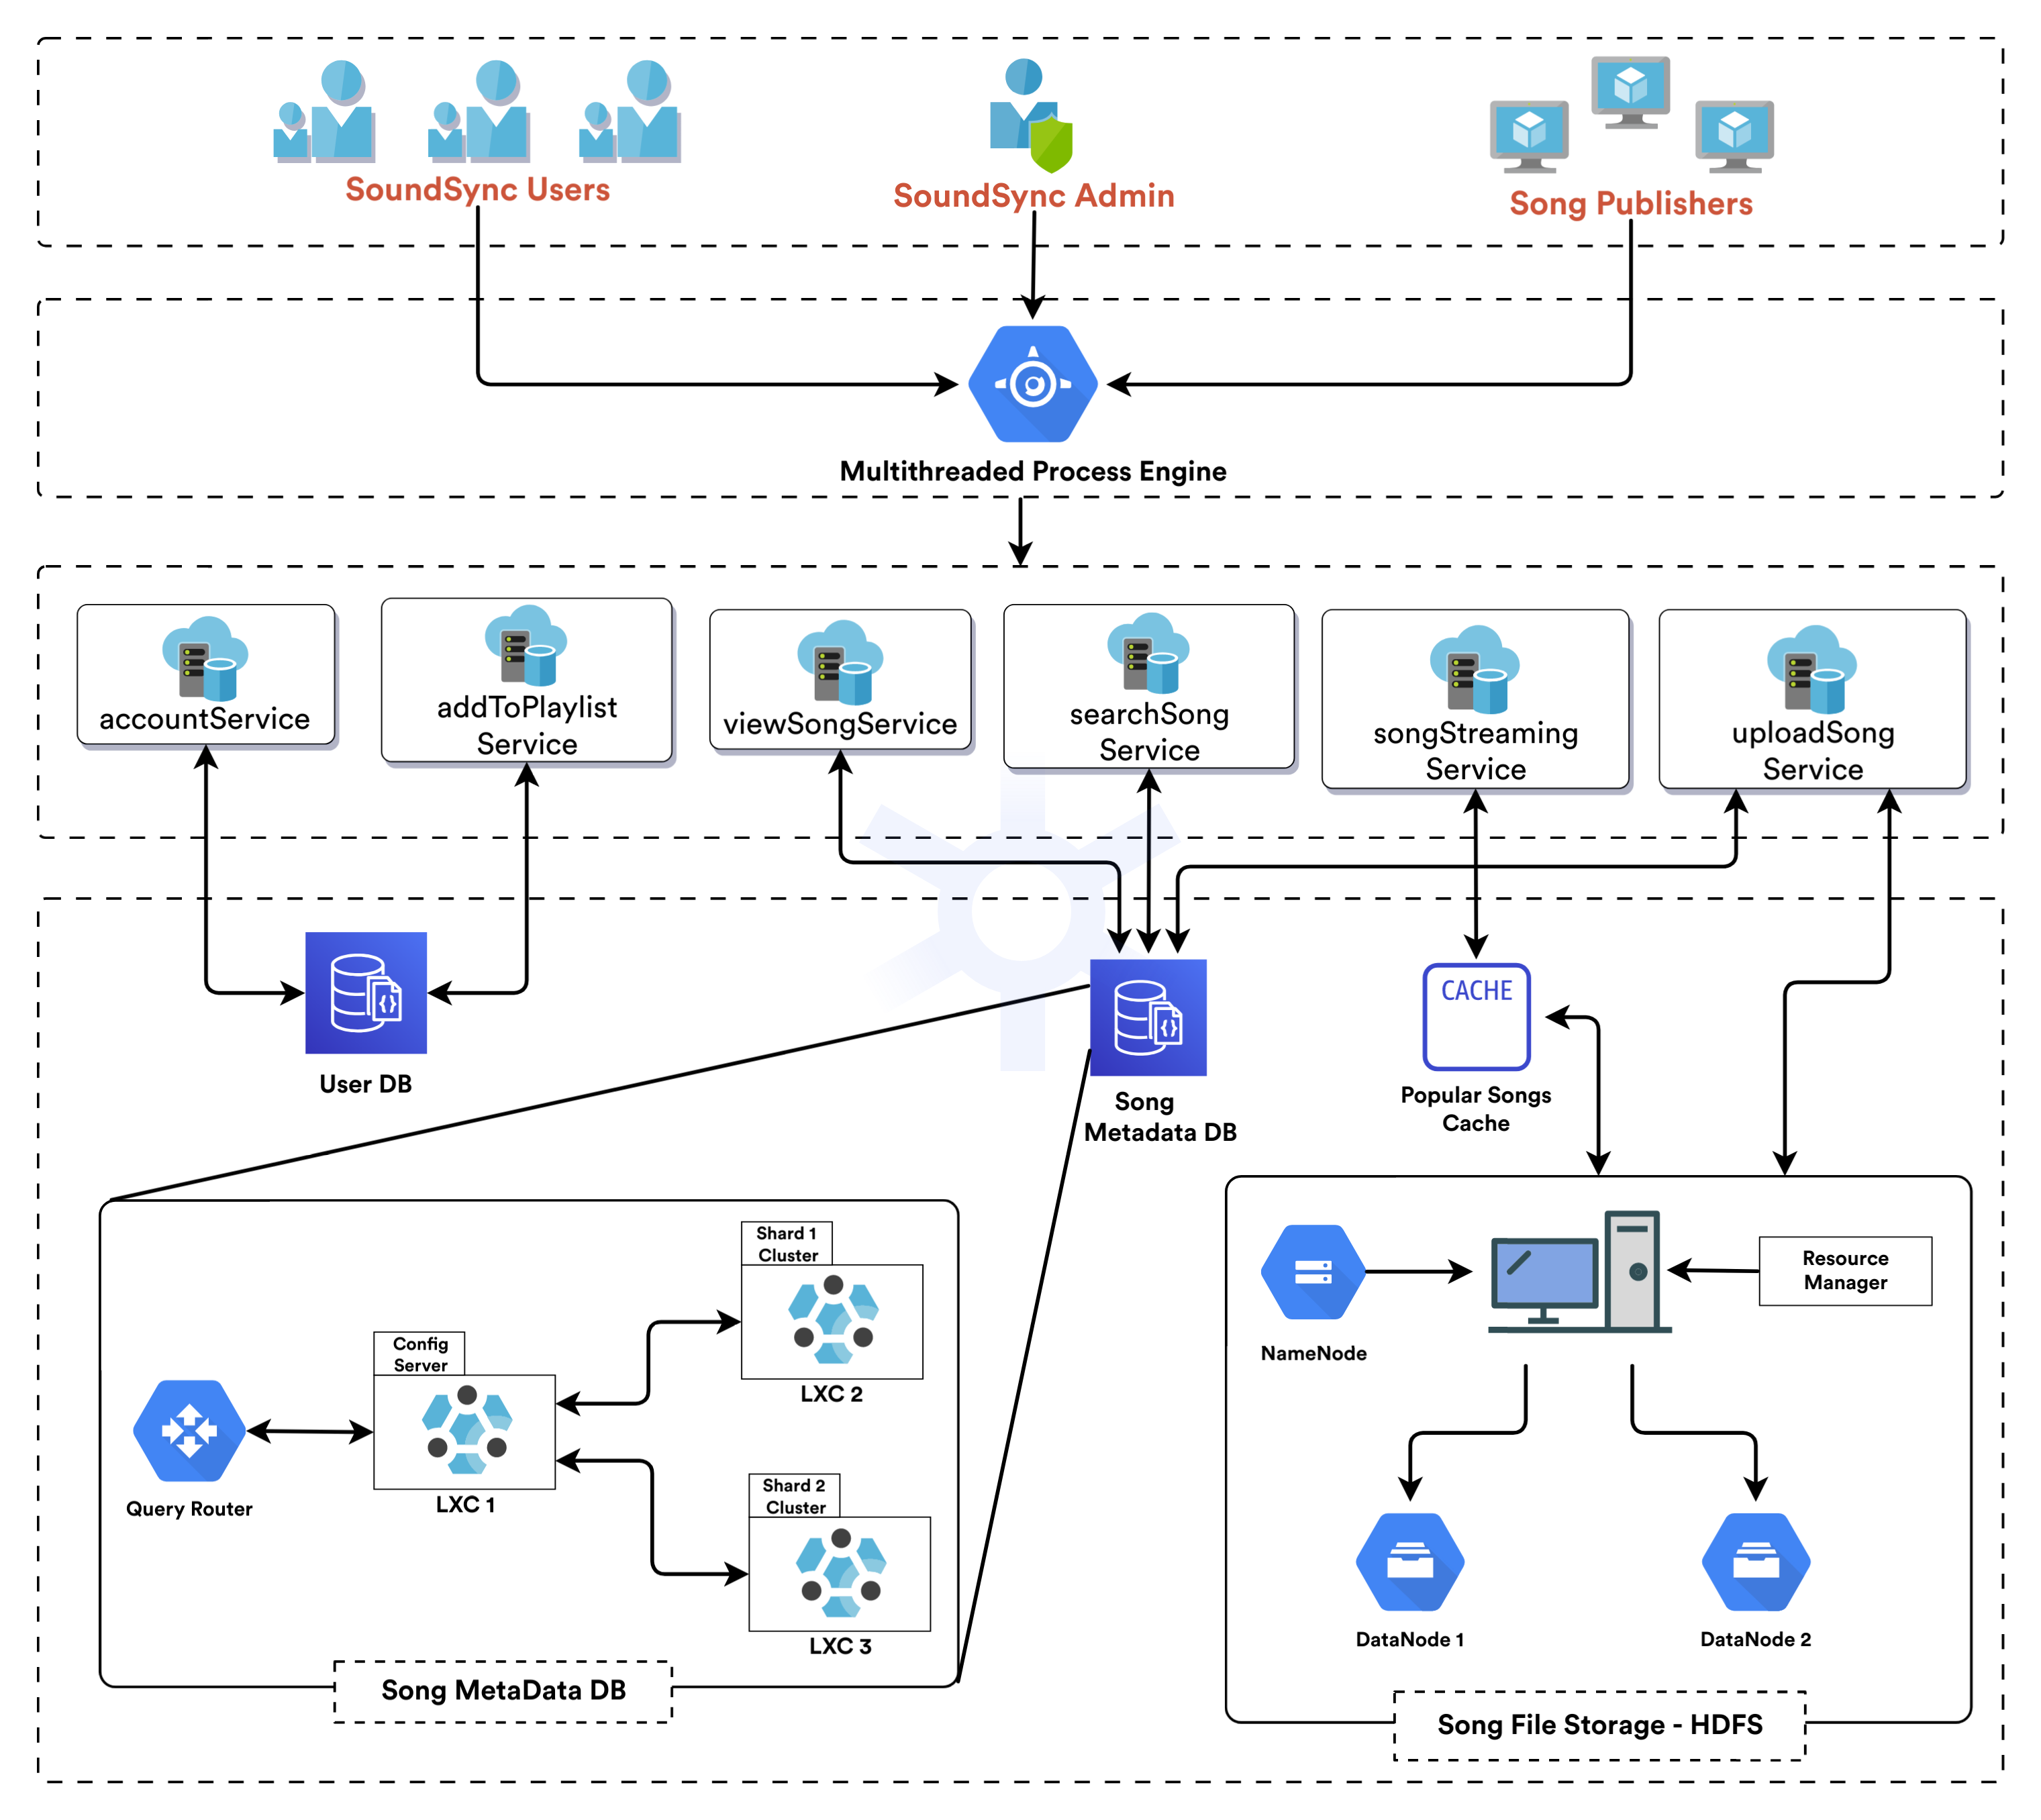 SoundSync Users
SoundSync Admin
Song Publishers
Multithreaded Process Engine
accountService
addToPlaylist
Service
viewSongService
searchSong
Service
songStreaming
Service
uploadSong
Service
User DB
Song
Metadata DB
CACHE
Popular Songs
Cache
Shard 1
Cluster
LXC 2
Config
Server
LXC 1
Query Router
Shard 2
Cluster
LXC 3
Song MetaData DB
NameNode
Resource
Manager
DataNode 1
DataNode 2
Song File Storage - HDFS